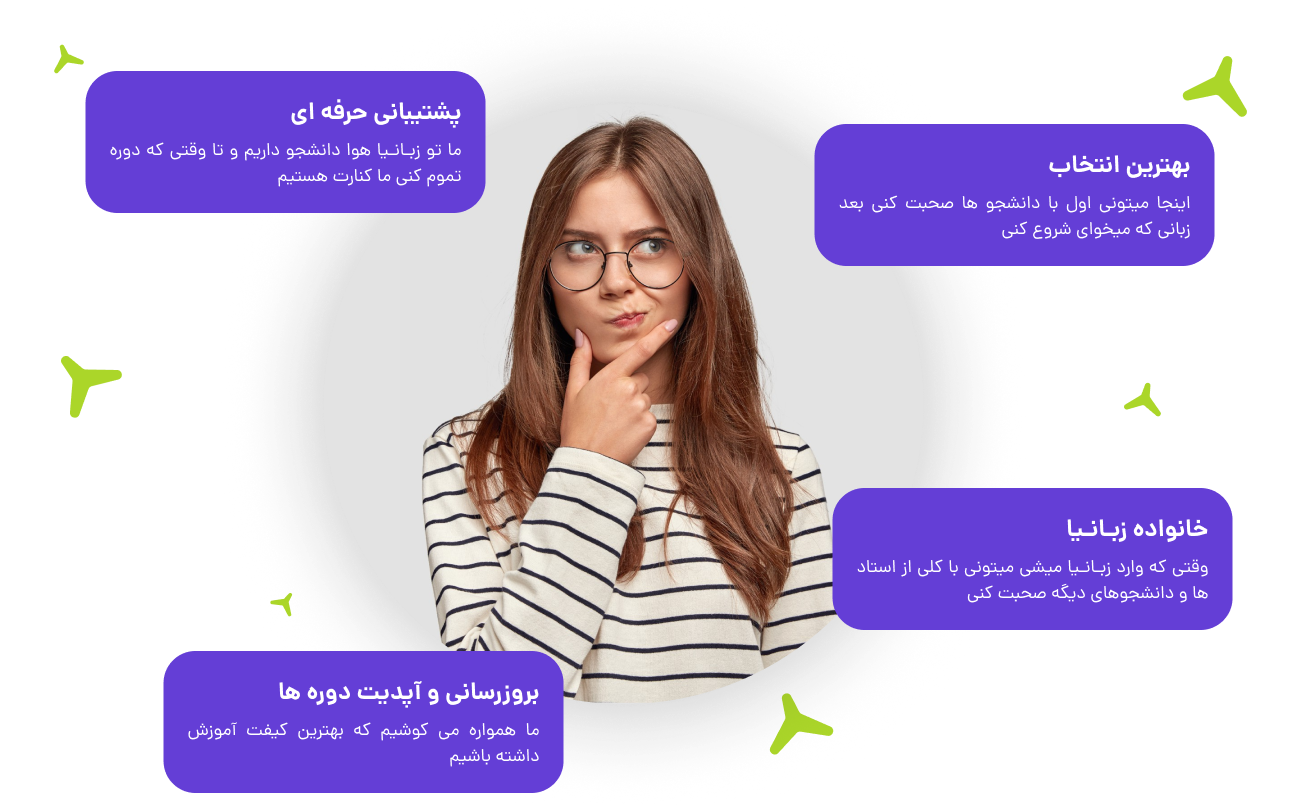 پشتیبانی حرفه ای
ما تو زبـانـیا هوا دانشجو داریم و تا وقتی که دوره
تموم کنی ما کنارت هستیم
بهترین انتخاب
اینجا میتونی اول با دانشجو ها صحبت کنی بعد
زبانی که میخوای شروع کنی
خانواده زبـانـیا
وقتی که وارد زبـانـیا میشی میتونی با کلی از استاد
ها و دانشجوهای دیگه صحبت کنی
بروزرسانی و آپدیت دوره ها
ما همواره می کوشیم که بهترین کیفت آموزش
داشته باشیم